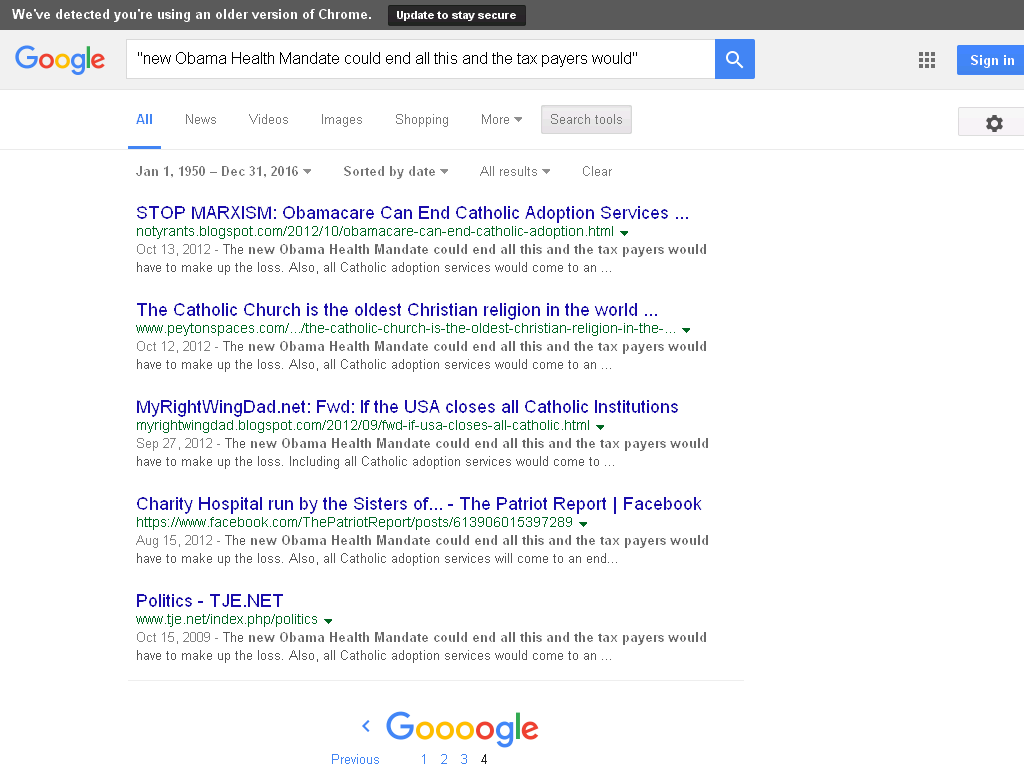 We've detected you're using an older version of Chrome. Update to stay secure
Google "new Obama Health Mandate could end all this and the tax payers would" Sign in
All News Videos Images Shopping More Search tools
Jan 1, 1950 – Dec 31, 2016 Sorted by date All results Clear
STOP MARXISM: Obamacare Can End Catholic Adoption Services ...
notyrants.blogspot.com/2012/10/obamacare-can-end-catholic-adoption.html
Oct 13, 2012 - The new Obama Health Mandate could end all this and the tax payers would
have to make up the loss. Also, all Catholic adoption services would come to an ...
The Catholic Church is the oldest Christian religion in the world ...
www.peytonspaces.com/.../the-catholic-church-is-the-oldest-christian-religion-in-the-...
Oct 12, 2012 - The new Obama Health Mandate could end all this and the tax payers would
have to make up the loss. Also, all Catholic adoption services would come to an ...
MyRightWingDad.net: Fwd: If the USA closes all Catholic Institutions
myrightwingdad.blogspot.com/2012/09/fwd-if-usa-closes-all-catholic.html
Sep 27, 2012 - The new Obama Health Mandate could end all this and the tax payers would
have to make up the loss. Including all Catholic adoption services would come to ...
Charity Hospital run by the Sisters of... - The Patriot Report | Facebook
https://www.facebook.com/ThePatriotReport/posts/613906015397289
Aug 15, 2012 - The new Obama Health Mandate could end all this and the tax payers would
have to make up the loss. Also, all Catholic adoption services will come to an end...
Politics - TJE.NET
www.tje.net/index.php/politics
Oct 15, 2009 - The new Obama Health Mandate could end all this and the tax payers would
have to make up the loss. Also, all Catholic adoption services would come to an ...
Goooogle
Previous 1 2 3 4